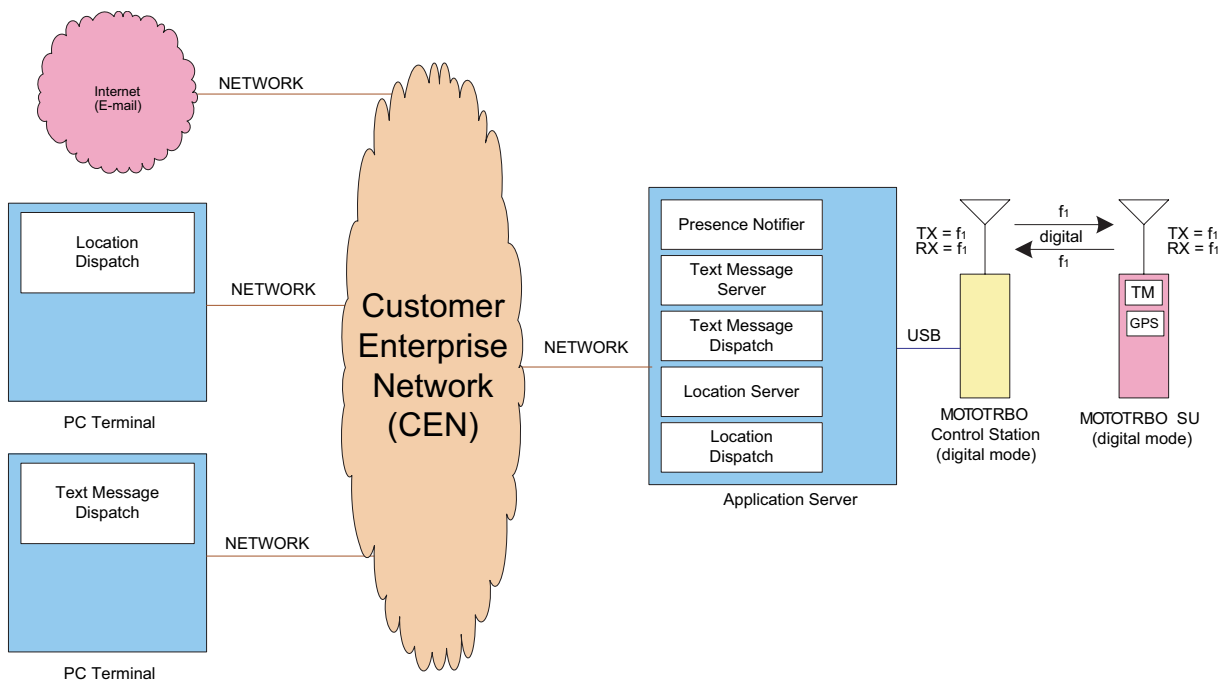 Internet
(E-mail)
NETWORK
Location
Dispatch
NETWORK
PC Terminal
Text Message
Dispatch
NETWORK
PC Terminal
Customer
Enterprise
Network
(CEN)
NETWORK
Presence Notifier
Text Message
Server
Text Message
Dispatch
Location Server
Location
Dispatch
Application Server
USB
TX = f₁
RX = f₁
f₁
digital
f₁
TX = f₁
RX = f₁
TM
GPS
MOTOTRBO
Control Station
(digital mode)
MOTOTRBO SU
(digital mode)